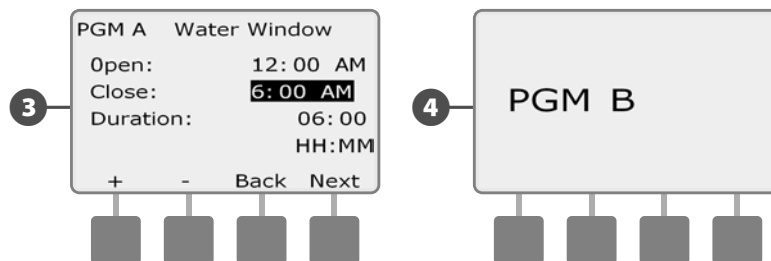 3
PGM A Water Window
0pen: 12:00 AM
Close: 6:00 AM
Duration: 06:00
HH:MM
+ - Back Next
4
PGM B